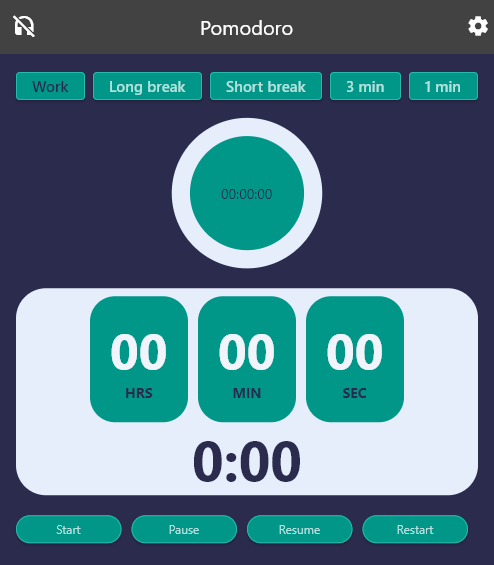 Pomodoro
Work Long break Short break 3 min 1 min
00:00:00
00 00 00
HRS MIN SEC
0:00
Start Pause Resume Restart